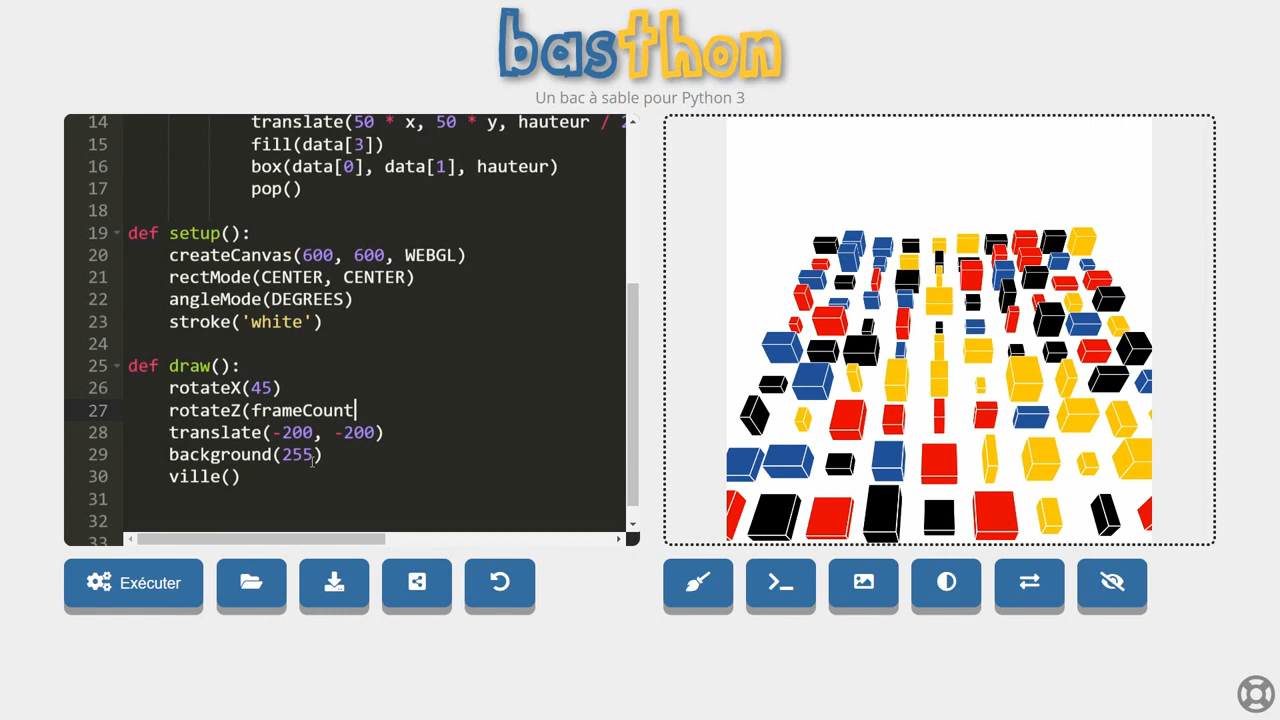 basthon
Un bac à sable pour Python 3
14 translate(50 * x, 50 * y, hauteur / 2
15 fill(data[3])
16 box(data[0], data[1], hauteur)
17 pop()
18
19 def setup():
20 createCanvas(600, 600, WEBGL)
21 rectMode(CENTER, CENTER)
22 angleMode(DEGREES)
23 stroke('white')
24
25 def draw():
26 rotateX(45)
27 rotateZ(frameCount
28 translate(-200, -200)
29 background(255)
30 ville()
31
32
33
Exécuter